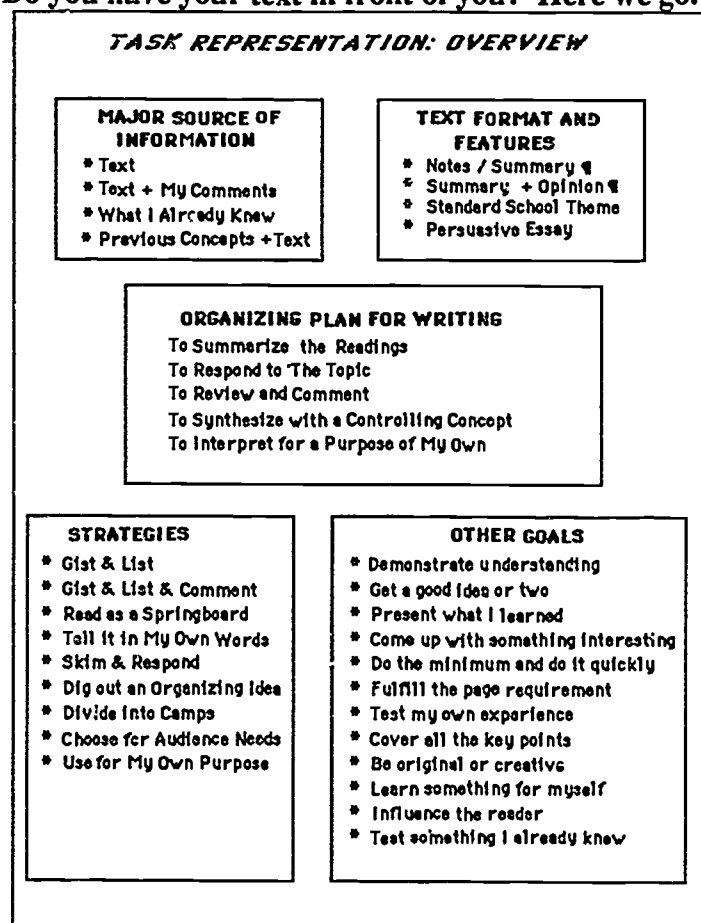 Do you have your text in front of you? Here we go.
TASK REPRESENTATION: OVERVIEW
MAJOR SOURCE OF
INFORMATION
* Text
* Text + My Comments
* What I Already Know
* Previous Concepts +Text
TEXT FORMAT AND
FEATURES
* Notes / Summary ¶
* Summary + Opinion ¶
* Standard School Theme
* Persuasive Essay
ORGANIZING PLAN FOR WRITING
To Summarize the Readings
To Respond to The Topic
To Review and Comment
To Synthesize with a Controlling Concept
To Interpret for a Purpose of My Own
STRATEGIES
* Gist & List
* Gist & List & Comment
* Read as a Springboard
* Tell it in My Own Words
* Skim & Respond
* Dig out an Organizing Idea
* Divide into Camps
* Choose for Audience Needs
* Use for My Own Purpose
OTHER GOALS
* Demonstrate understanding
* Get a good idea or two
* Present what I learned
* Come up with something interesting
* Do the minimum and do it quickly
* Fulfill the page requirement
* Test my own experience
* Cover all the key points
* Be original or creative
* Learn something for myself
* Influence the reader
* Test something I already know